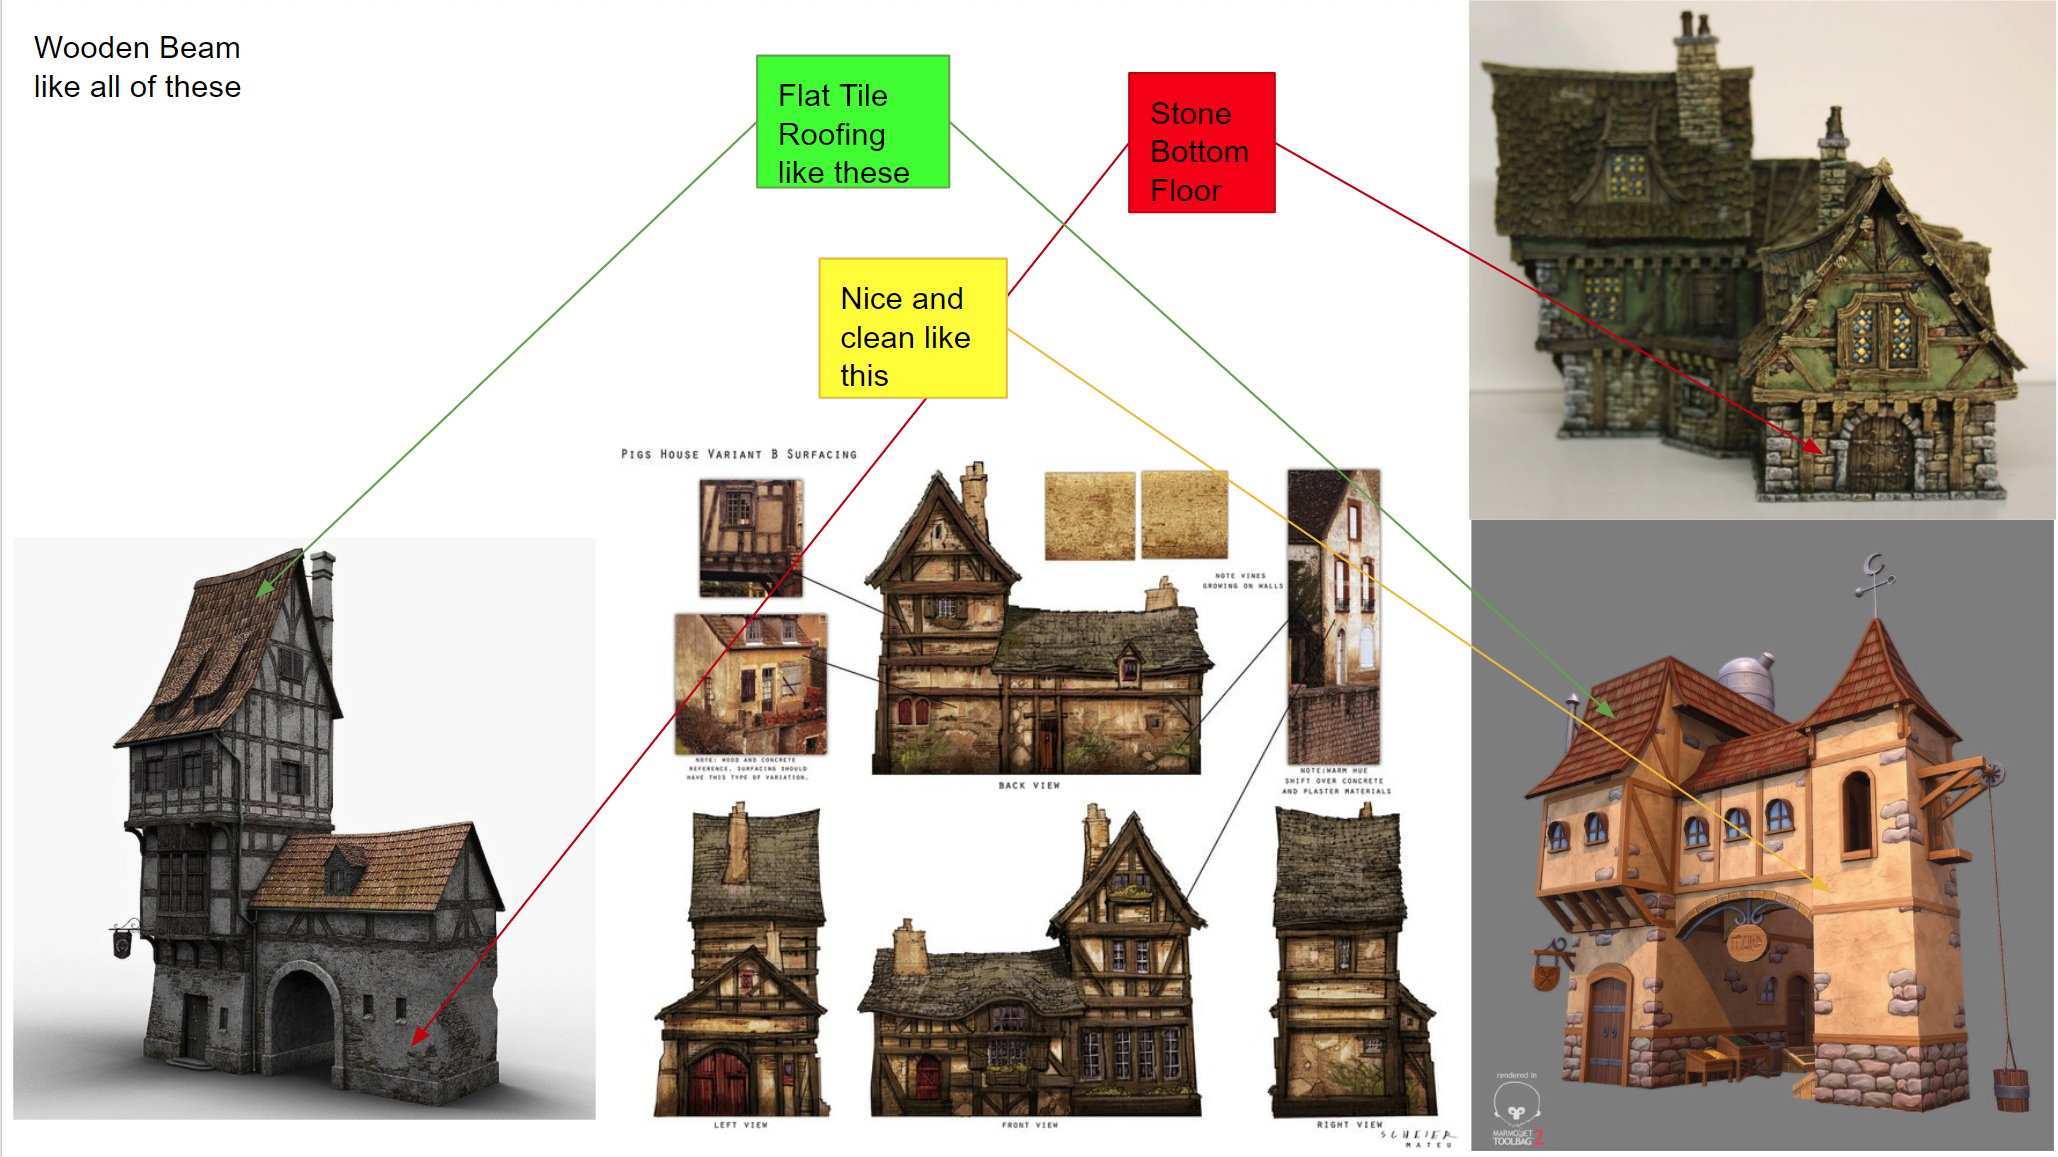 Wooden Beam
like all of these
Flat Tile
Roofing
like these
Stone
Bottom
Floor
Nice and
clean like
this
PIGS HOUSE VARIANT B SURFACING
NOTE VINES
GROWING ON WALLS
NOTE: WOOD AND CONCRETE
REFERENCE. SURFACING SHOULD
HAVE THIS TYPE OF VARIATION.
BACK VIEW
NOTE:WARM HUE
SHIFT OVER CONCRETE
AND PLASTER MATERIALS
LEFT VIEW
FRONT VIEW
RIGHT VIEW
SCHEIER
MATEU
rendered in
MARMOSET
TOOLBAG 2